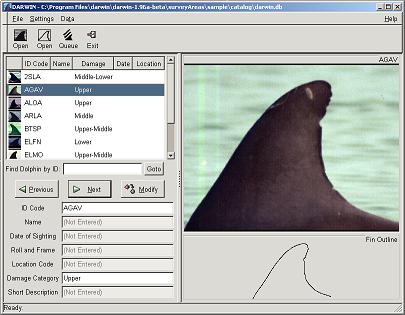 DARWIN - C:\Program files\darwin\darwin-1.96a-beta\surveyAreas\sample\catalog\darwin.db
File Settings Data Help
Open Open Queue Exit
ID Code Name Damage Date Location
2SLA Middle-Lower
AGAV Upper
ALOA Upper
ARLA Middle
BTSP Upper-Middle
ELFN Lower
ELMO Upper-Middle
Find Dolphin by ID: Goto
Previous Next Modify
ID Code AGAV
Name (Not Entered)
Date of Sighting (Not Entered)
Roll and Frame (Not Entered)
Location Code (Not Entered)
Damage Category Upper
Short Description (Not Entered)
AGAV
Fin Outline
Ready.